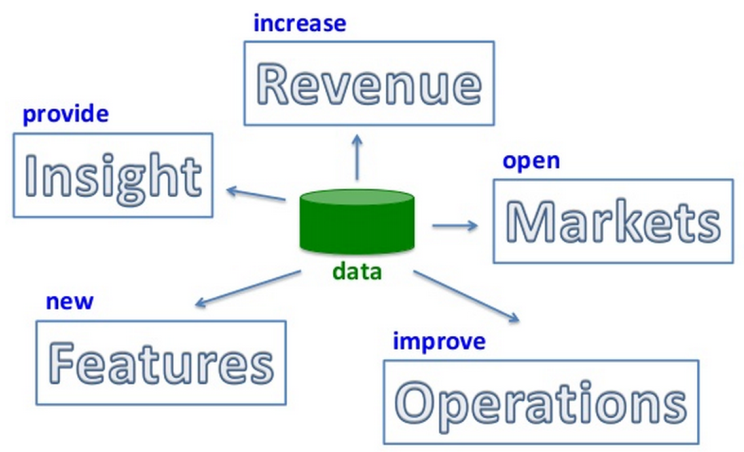 increase
Revenue
provide
Insight
open
Markets
data
new
Features
improve
Operations